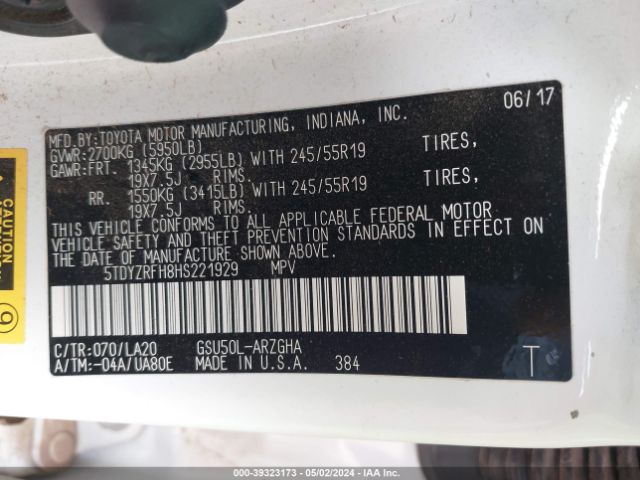 06/17
MFD.BY:TOYOTA MOTOR MANUFACTURING, INDIANA, INC.
GVWR:2700KG (5950LB)
GAWR:FRT. 1345KG (2955LB) WITH 245/55R19 TIRES,
19X7.5J RIMS.
RR. 1550KG (3415LB) WITH 245/55R19 TIRES,
19X7.5J RIMS.
THIS VEHICLE CONFORMS TO ALL APPLICABLE FEDERAL MOTOR
VEHICLE SAFETY AND THEFT PREVENTION STANDARDS IN EFFECT ON
THE DATE OF MANUFACTURE SHOWN ABOVE.
5TDYZRFH8HS221929 MPV
C/TR:070/LA20 GSU50L-ARZGHA
A/TM:-04A/UA80E MADE IN U.S.A. 384
T
CAUTION
9
000-39323173 - 05/02/2024 - IAA Inc.